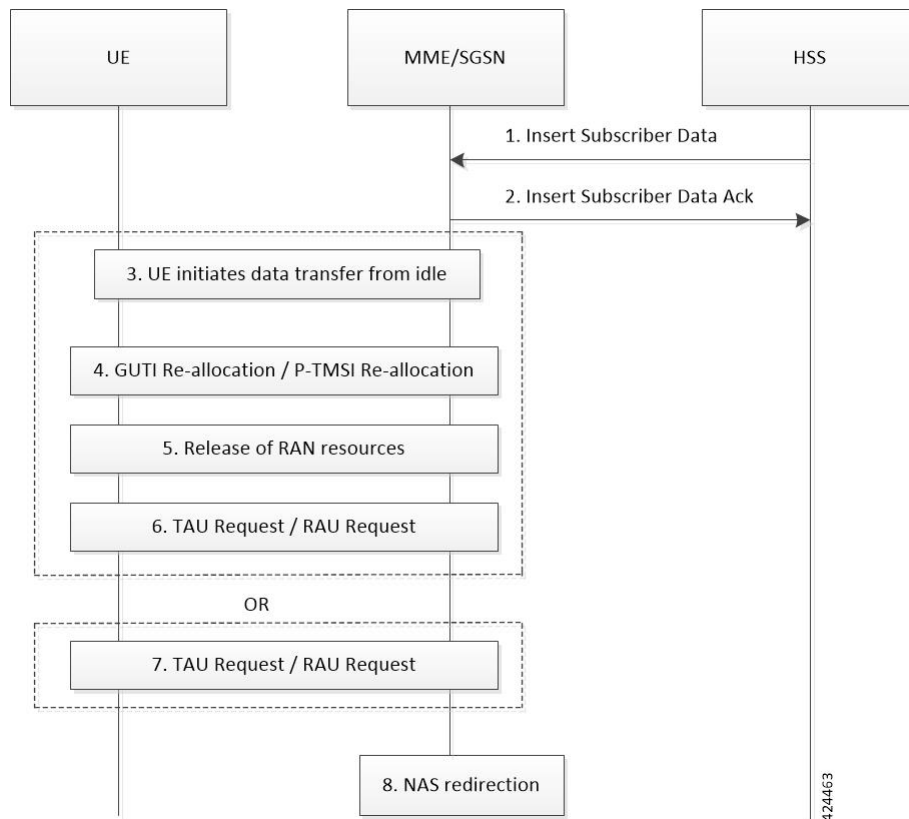 UE
MME/SGSN
HSS
1. Insert Subscriber Data
2. Insert Subscriber Data Ack
3. UE initiates data transfer from idle
4. GUTI Re-allocation / P-TMSI Re-allocation
5. Release of RAN resources
6. TAU Request / RAU Request
OR
7. TAU Request / RAU Request
8. NAS redirection
424463